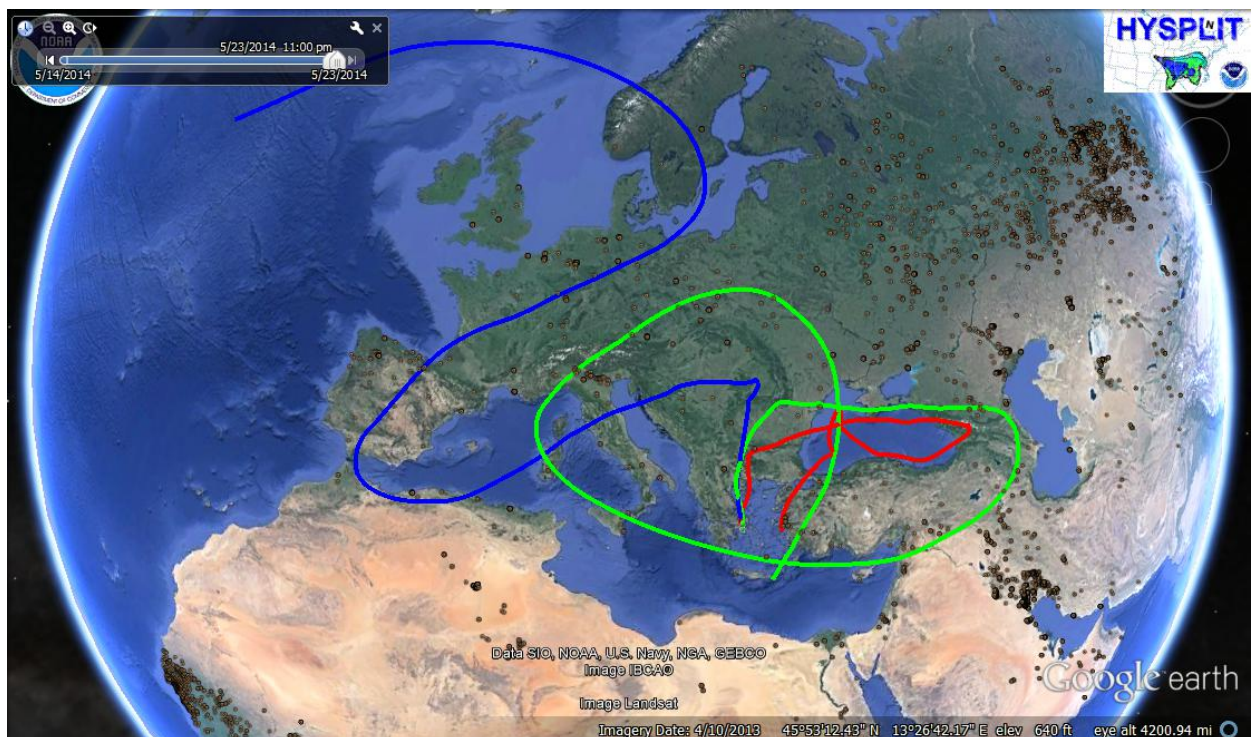 5/23/2014 11:00 pm
5/14/2014
5/23/2014
NOAA
HYSPLIT
N
Data SIO, NOAA, U.S. Navy, NGA, GEBCO
Image IBCAO
Image Landsat
Google earth
Imagery Date: 4/10/2013 45°53'12.43" N 13°26'42.17" E elev 640 ft eye alt 4200.94 mi